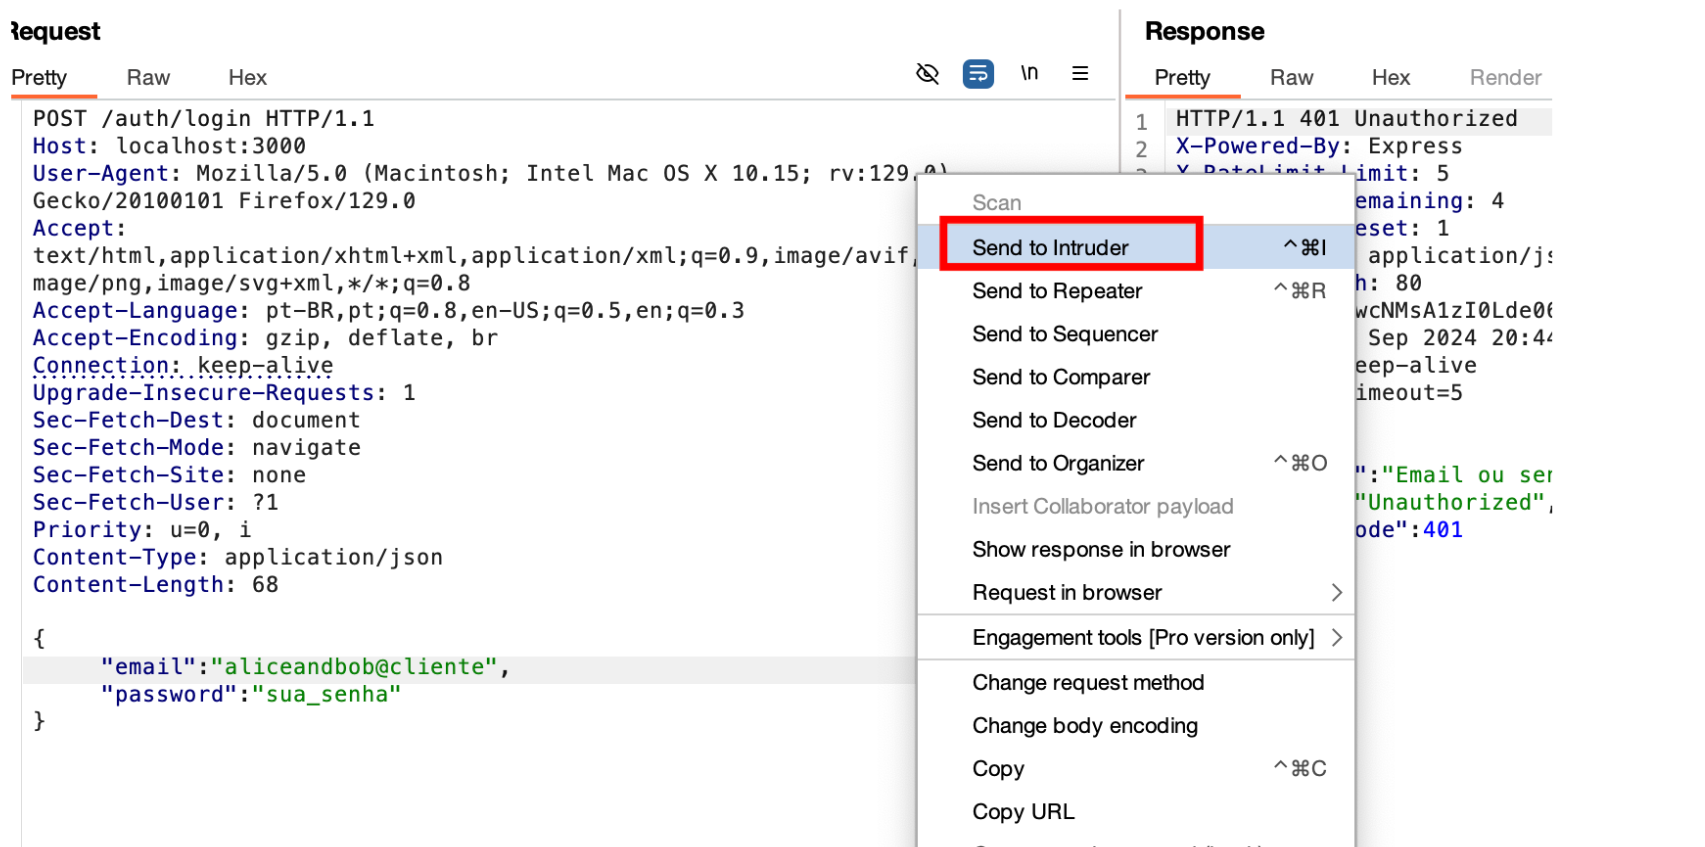 Request
Pretty Raw Hex \n
POST /auth/login HTTP/1.1
Host: localhost:3000
User-Agent: Mozilla/5.0 (Macintosh; Intel Mac OS X 10.15; rv:129.0)
Gecko/20100101 Firefox/129.0
Accept:
text/html,application/xhtml+xml,application/xml;q=0.9,image/avif,
mage/png,image/svg+xml,*/*;q=0.8
Accept-Language: pt-BR,pt;q=0.8,en-US;q=0.5,en;q=0.3
Accept-Encoding: gzip, deflate, br
Connection: keep-alive
Upgrade-Insecure-Requests: 1
Sec-Fetch-Dest: document
Sec-Fetch-Mode: navigate
Sec-Fetch-Site: none
Sec-Fetch-User: ?1
Priority: u=0, i
Content-Type: application/json
Content-Length: 68
{
"email":"aliceandbob@cliente",
"password":"sua_senha"
}
Scan
Send to Intruder ^⌘I
Send to Repeater ^⌘R
Send to Sequencer
Send to Comparer
Send to Decoder
Send to Organizer ^⌘O
Insert Collaborator payload
Show response in browser
Request in browser >
Engagement tools [Pro version only] >
Change request method
Change body encoding
Copy ^⌘C
Copy URL
Response
Pretty Raw Hex Render
1 HTTP/1.1 401 Unauthorized
2 X-Powered-By: Express
X-RateLimit-Limit: 5
emaining: 4
eset: 1
application/js
h: 80
wcNMsA1zI0Lde06
Sep 2024 20:44
eep-alive
imeout=5
":"Email ou sen
"Unauthorized",
ode":401